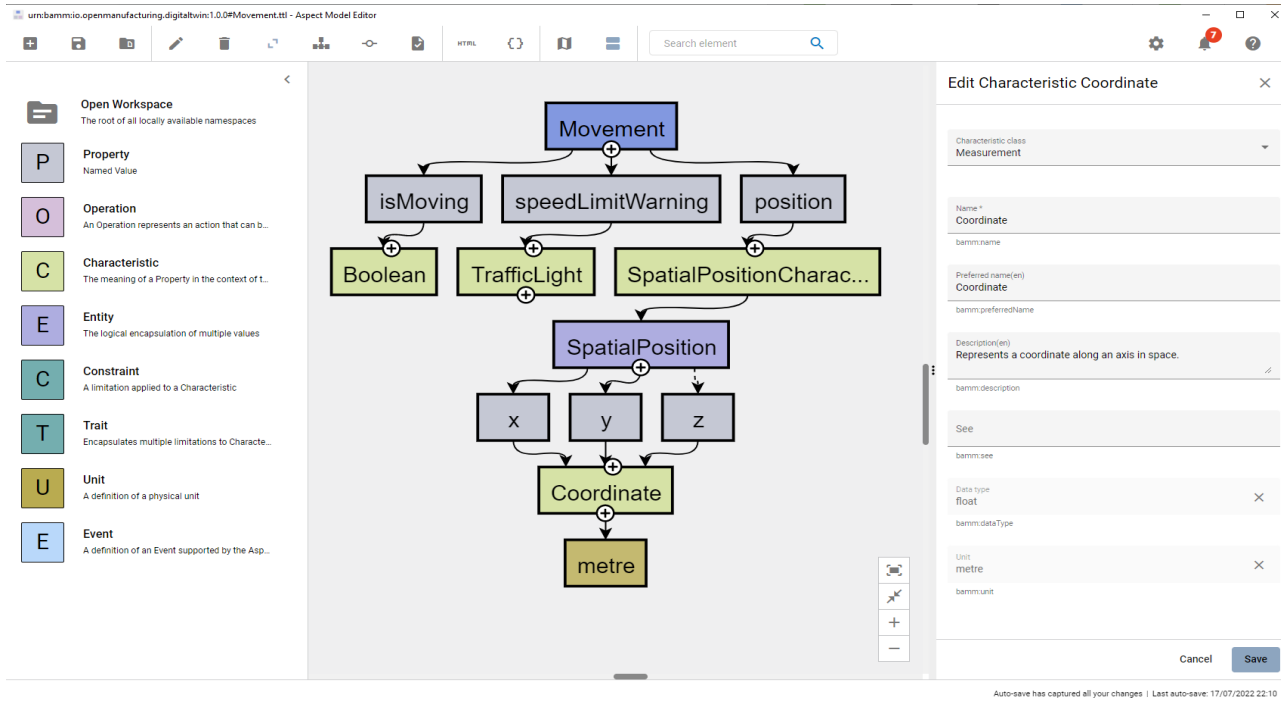 urn:bamm:io.openmanufacturing.digitaltwin:1.0.0#Movement.ttl - Aspect Model Editor
HTML
Search element
7
Open Workspace
The root of all locally available namespaces
P
Property
Named Value
O
Operation
An Operation represents an action that can b...
C
Characteristic
The meaning of a Property in the context of t...
E
Entity
The logical encapsulation of multiple values
C
Constraint
A limitation applied to a Characteristic
T
Trait
Encapsulates multiple limitations to Characte...
U
Unit
A definition of a physical unit
E
Event
A definition of an Event supported by the Asp...
Movement
isMoving
speedLimitWarning
position
Boolean
TrafficLight
SpatialPositionCharac...
SpatialPosition
x
y
z
Coordinate
metre
Edit Characteristic Coordinate
Characteristic class
Measurement
Name *
Coordinate
bamm:name
Preferred name(en)
Coordinate
bamm:preferredName
Description(en)
Represents a coordinate along an axis in space.
bamm:description
See
bamm:see
Data type
float
bamm:dataType
Unit
metre
bamm:unit
Cancel
Save
Auto-save has captured all your changes | Last auto-save: 17/07/2022 22:10